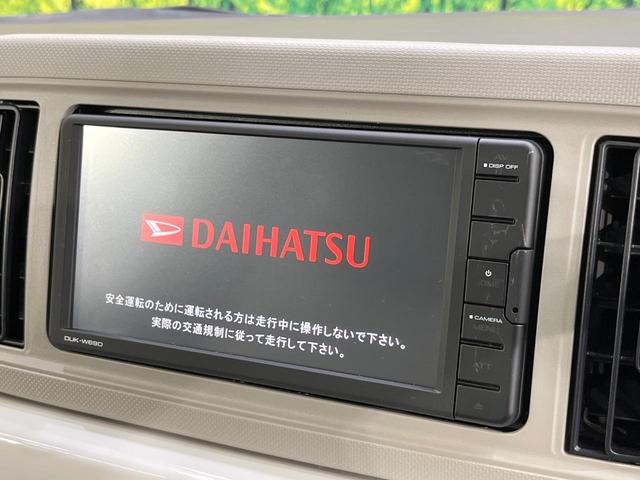 DISP OFF
DAIHATSU
安全運転のために運転される方は走行中に操作しないで下さい。
実際の交通規制に従って走行して下さい。
CAMERA
MENU
ATT
DUK-W69D